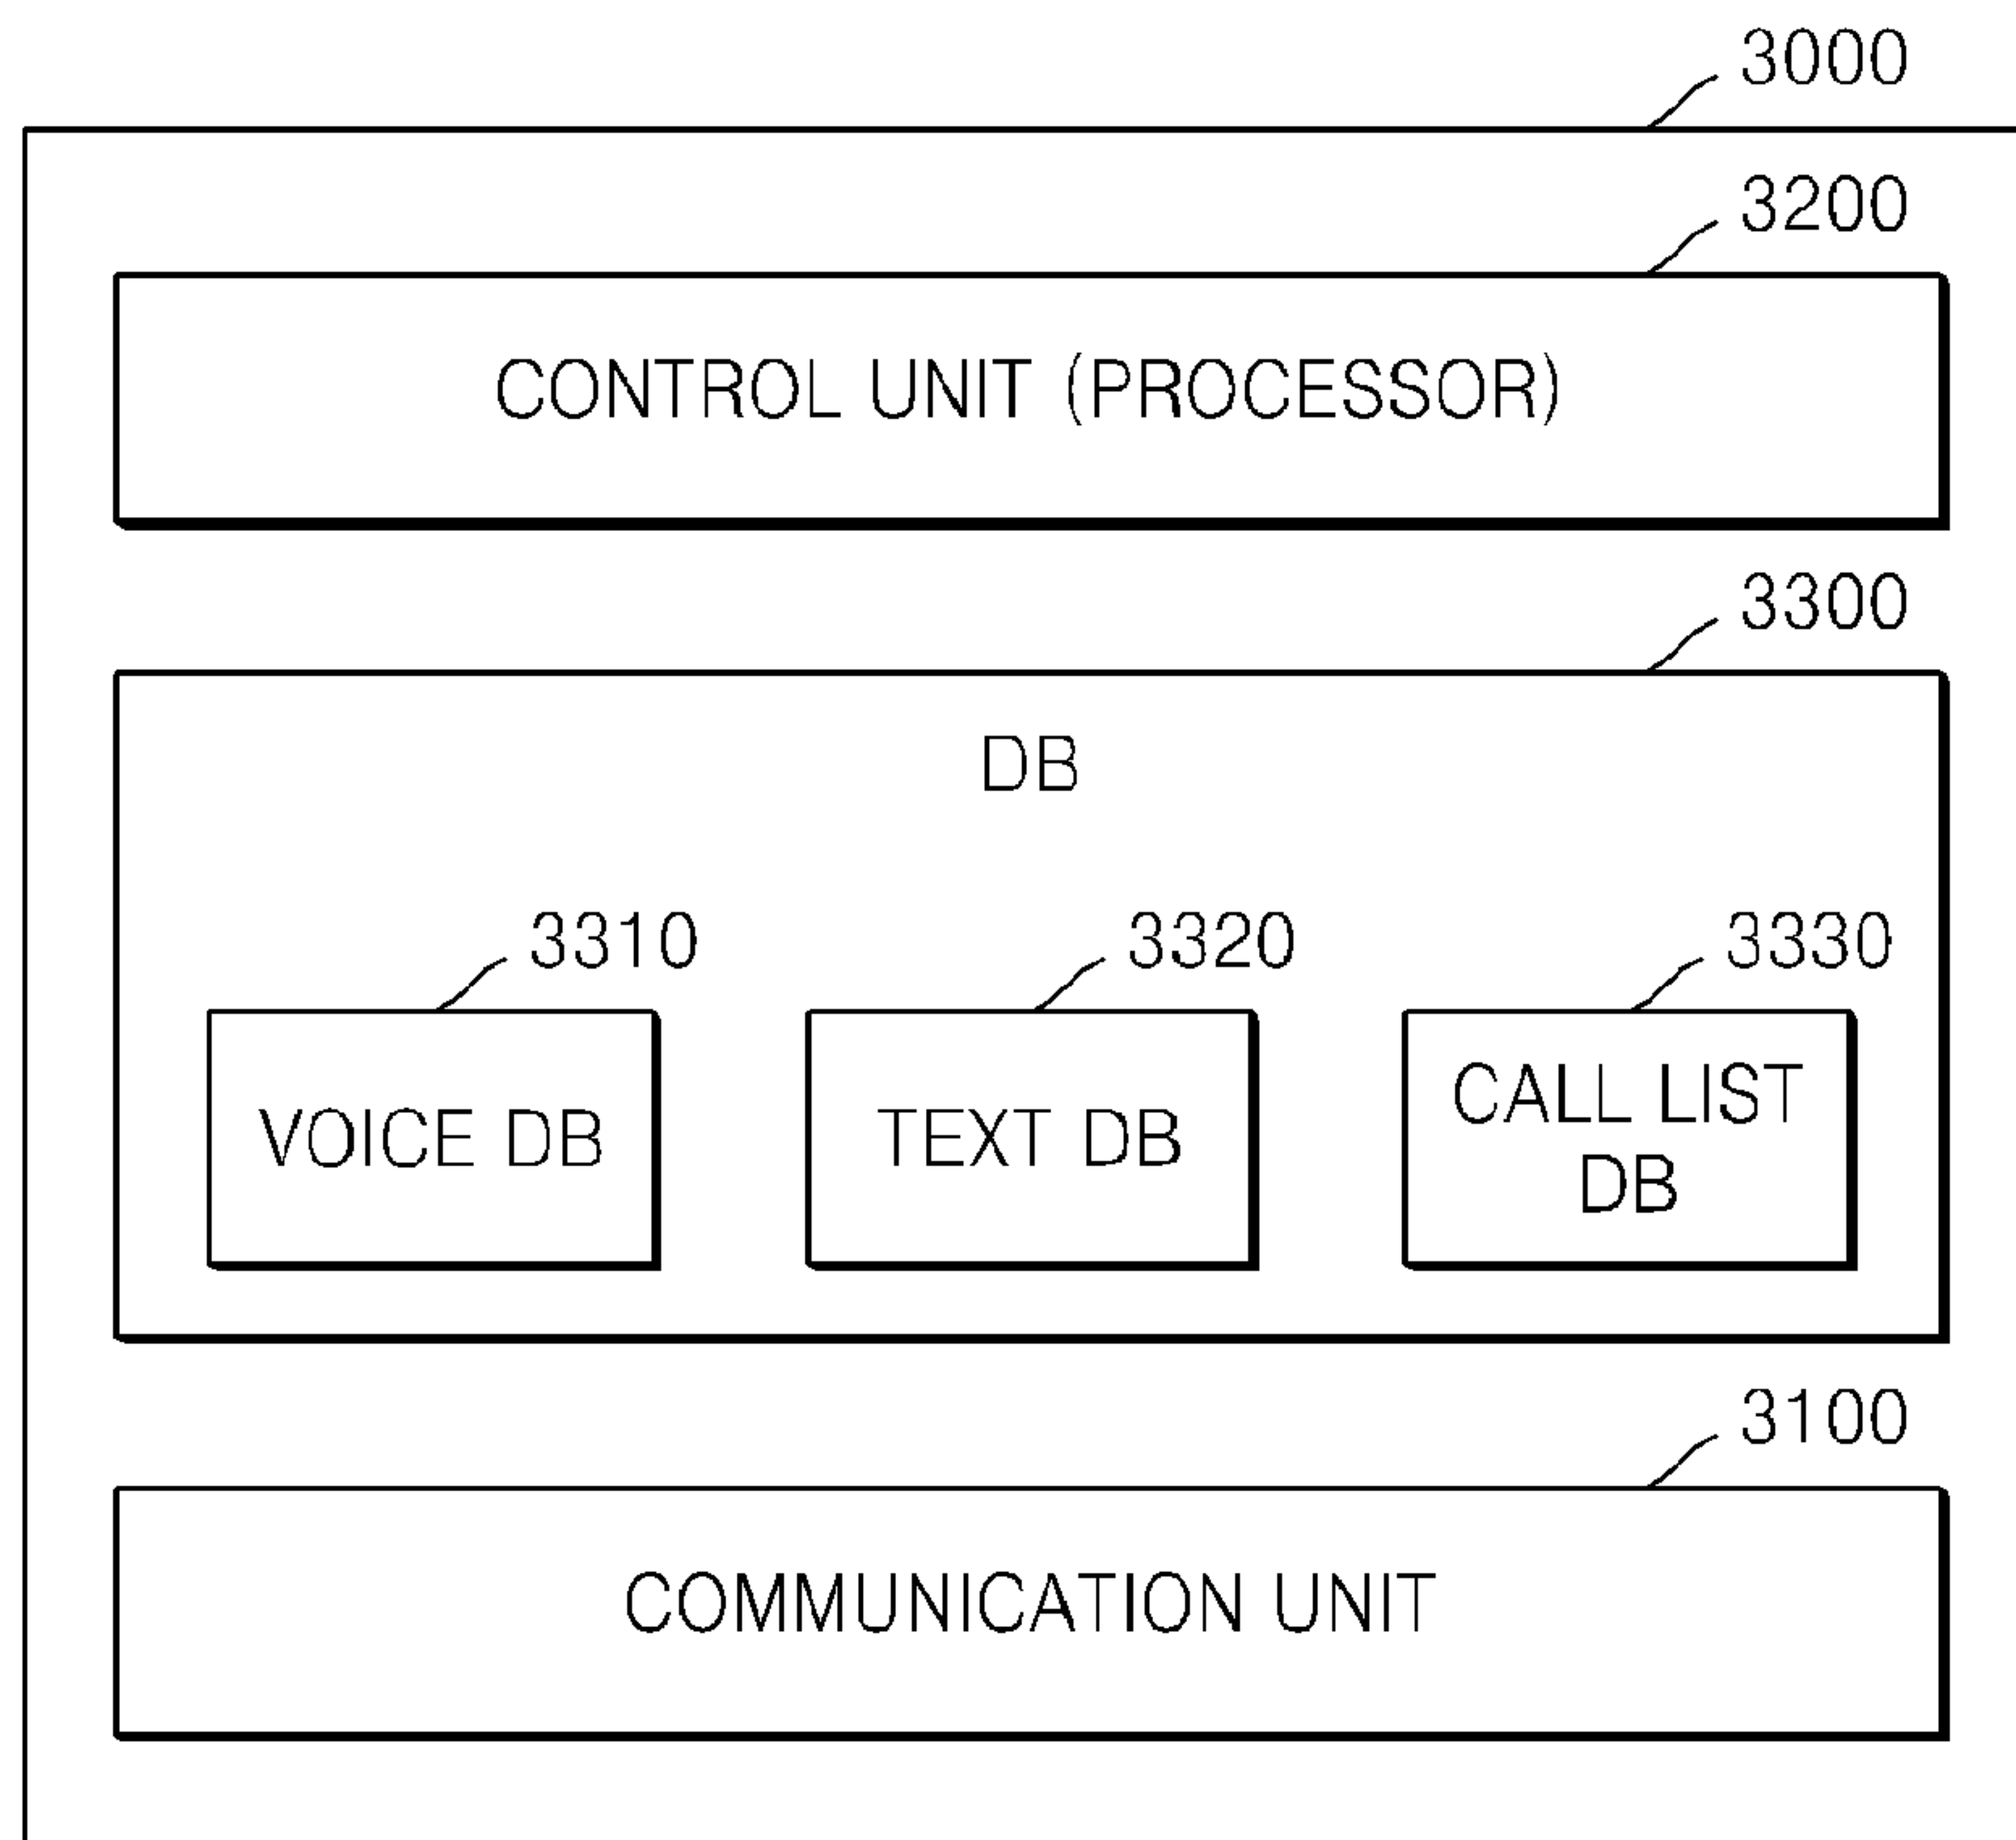 3000
3200
CONTROL UNIT (PROCESSOR)
3300
DB
3310
3320
3330
VOICE DB
TEXT DB
CALL LIST
DB
3100
COMMUNICATION UNIT